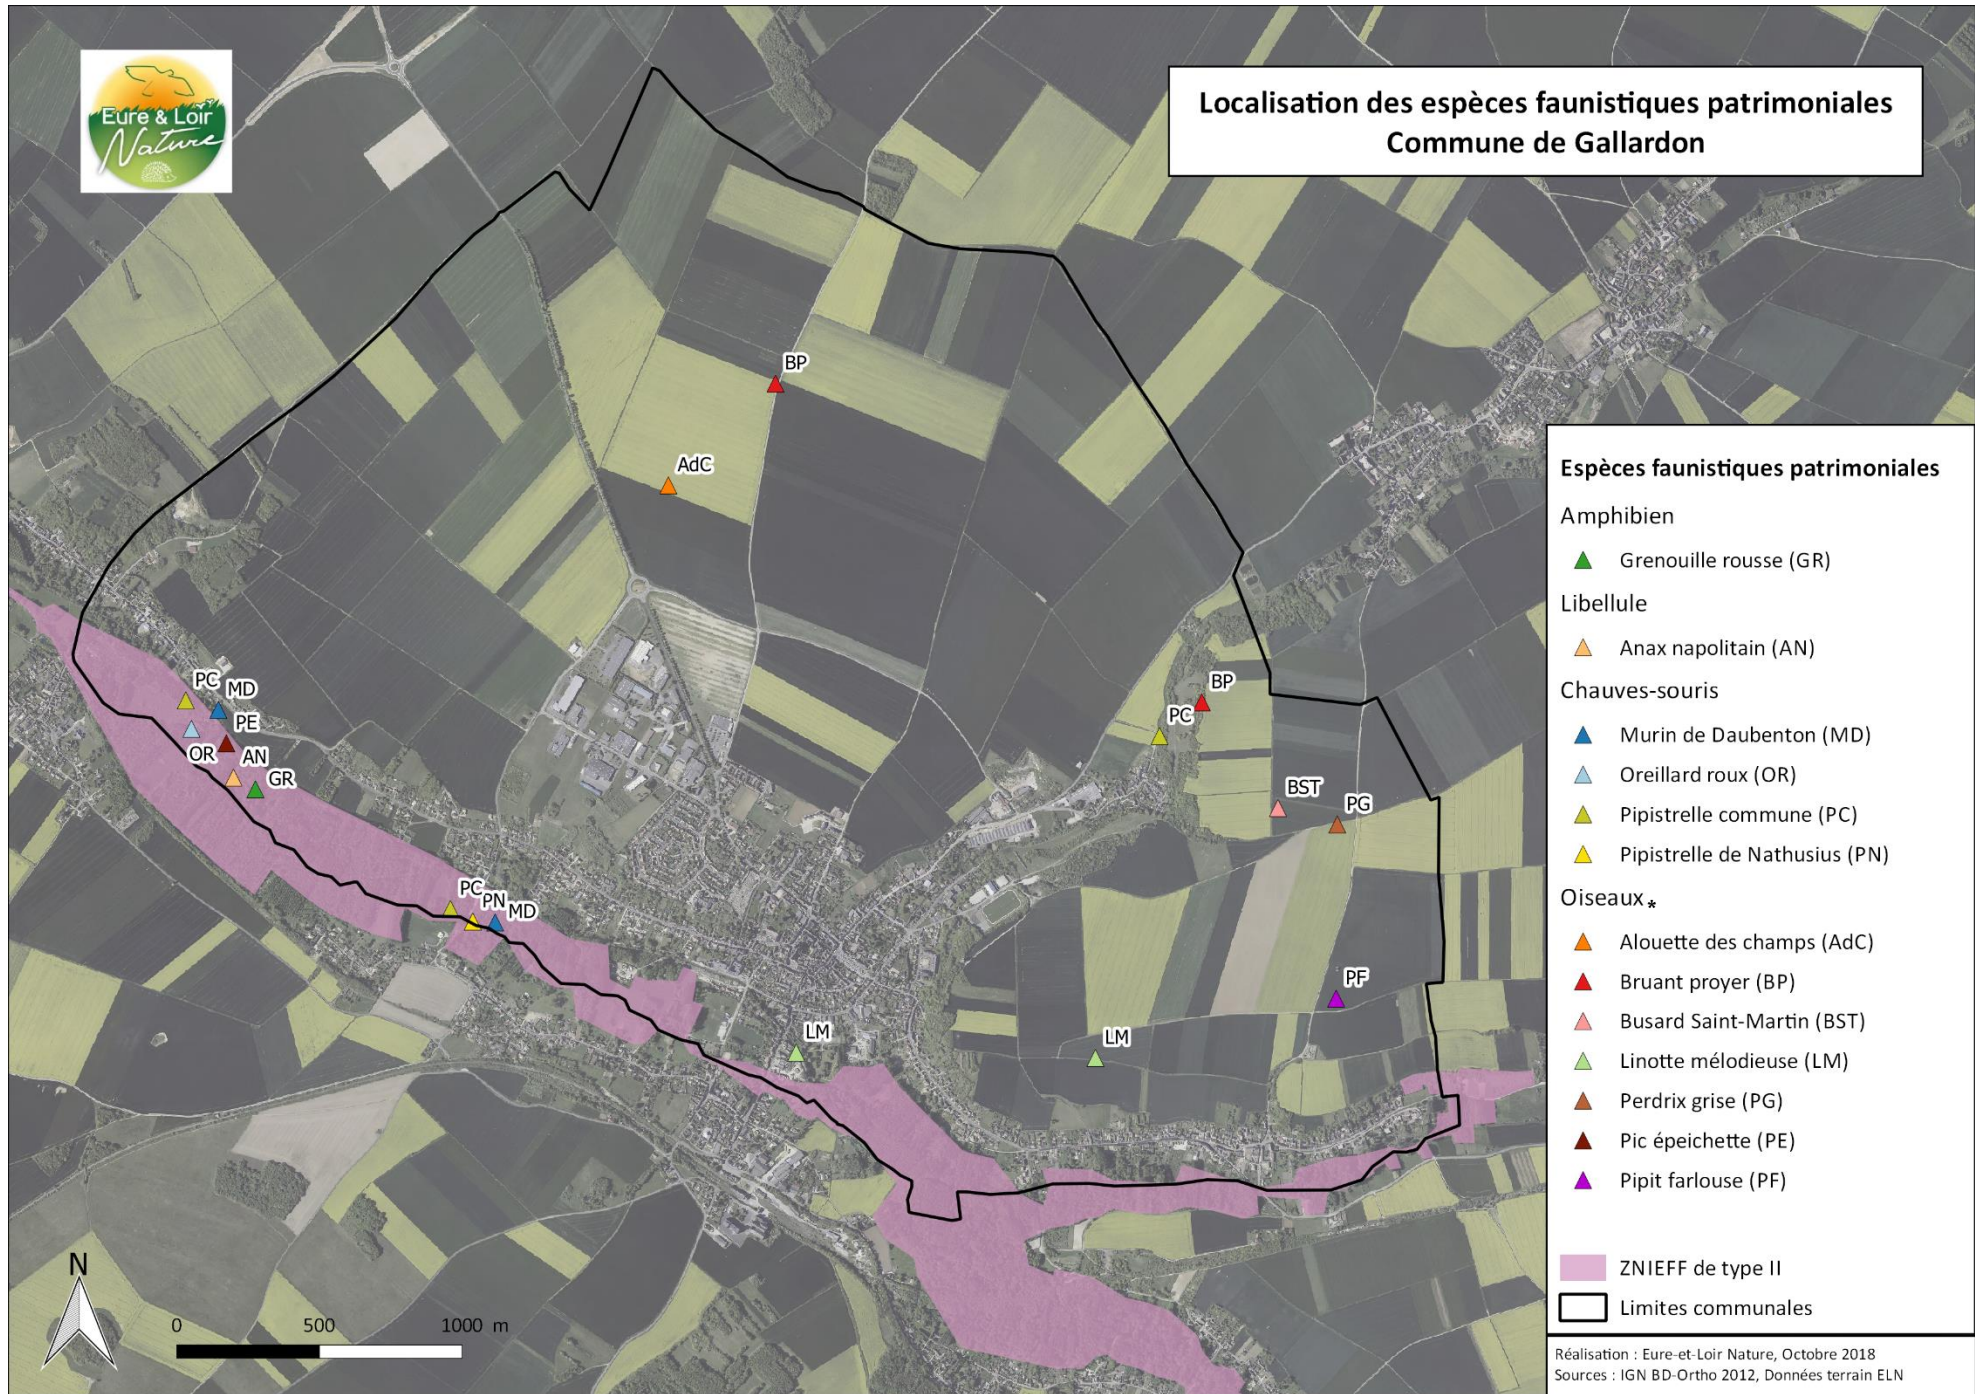 Eure & Loir
Nature
Localisation des espèces faunistiques patrimoniales
Commune de Gallardon
BP
AdC
PC
MD
PE
OR
AN
GR
PC
PN
MD
BP
PC
BST
PG
PF
LM
LM
Espèces faunistiques patrimoniales
Amphibien
Grenouille rousse (GR)
Libellule
Anax napolitain (AN)
Chauves-souris
Murin de Daubenton (MD)
Oreillard roux (OR)
Pipistrelle commune (PC)
Pipistrelle de Nathusius (PN)
Oiseaux*
Alouette des champs (AdC)
Bruant proyer (BP)
Busard Saint-Martin (BST)
Linotte mélodieuse (LM)
Perdrix grise (PG)
Pic épeichette (PE)
Pipit farlouse (PF)
ZNIEFF de type II
Limites communales
N
0 500 1000 m
Réalisation : Eure-et-Loir Nature, Octobre 2018
Sources : IGN BD-Ortho 2012, Données terrain ELN